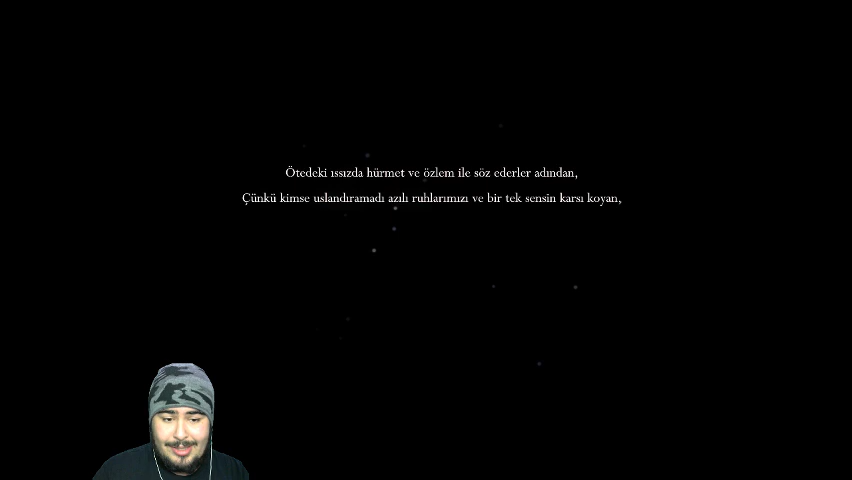 Ötedeki ıssızda hürmet ve özlem ile söz ederler adından,
Çünkü kimse uslandıramadı azılı ruhlarımızı ve bir tek sensin karsı koyan,